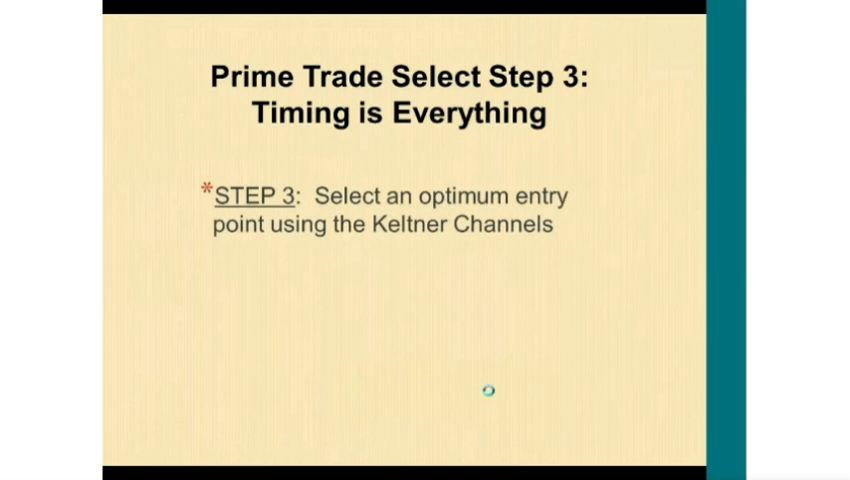 Prime Trade Select Step 3:
Timing is Everything
*STEP 3: Select an optimum entry
point using the Keltner Channels